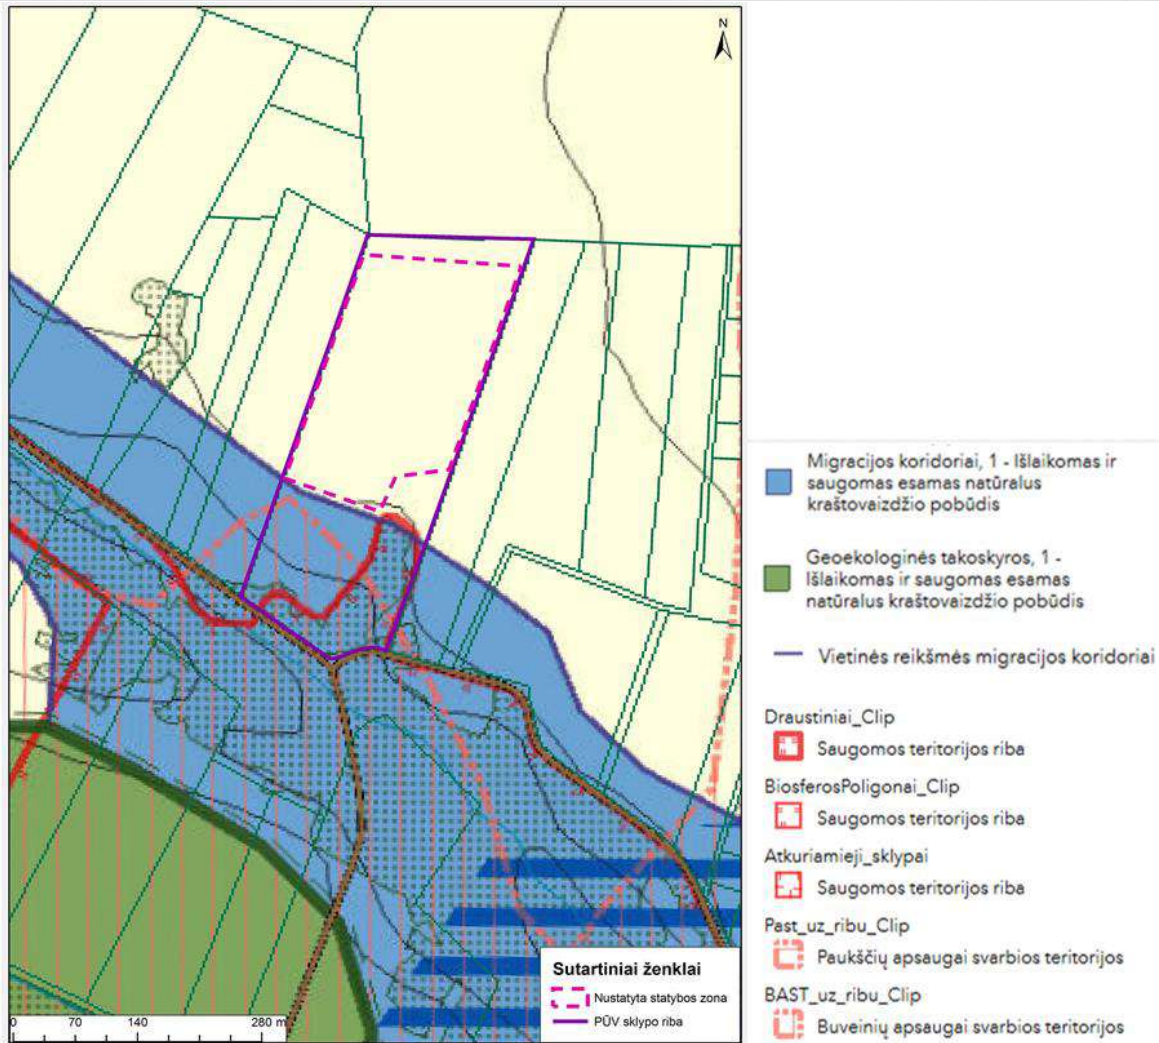 N
Sutartiniai ženklai
Nustatyta statybos zona
PŪV sklypo riba
0 70 140 280 m
Migracijos koridoriai, 1 - Išlaikomas ir
saugomas esamas natūralus
kraštovaizdžio pobūdis
Geoekologinės takoskyros, 1 -
Išlaikomas ir saugomas esamas
natūralus kraštovaizdžio pobūdis
Vietinės reikšmės migracijos koridoriai
Draustiniai_Clip
Saugomos teritorijos riba
BiosferosPoligonai_Clip
Saugomos teritorijos riba
Atkuriamieji_sklypai
Saugomos teritorijos riba
Past_uz_ribu_Clip
Paukščių apsaugai svarbios teritorijos
BAST_uz_ribu_Clip
Buveinių apsaugai svarbios teritorijos